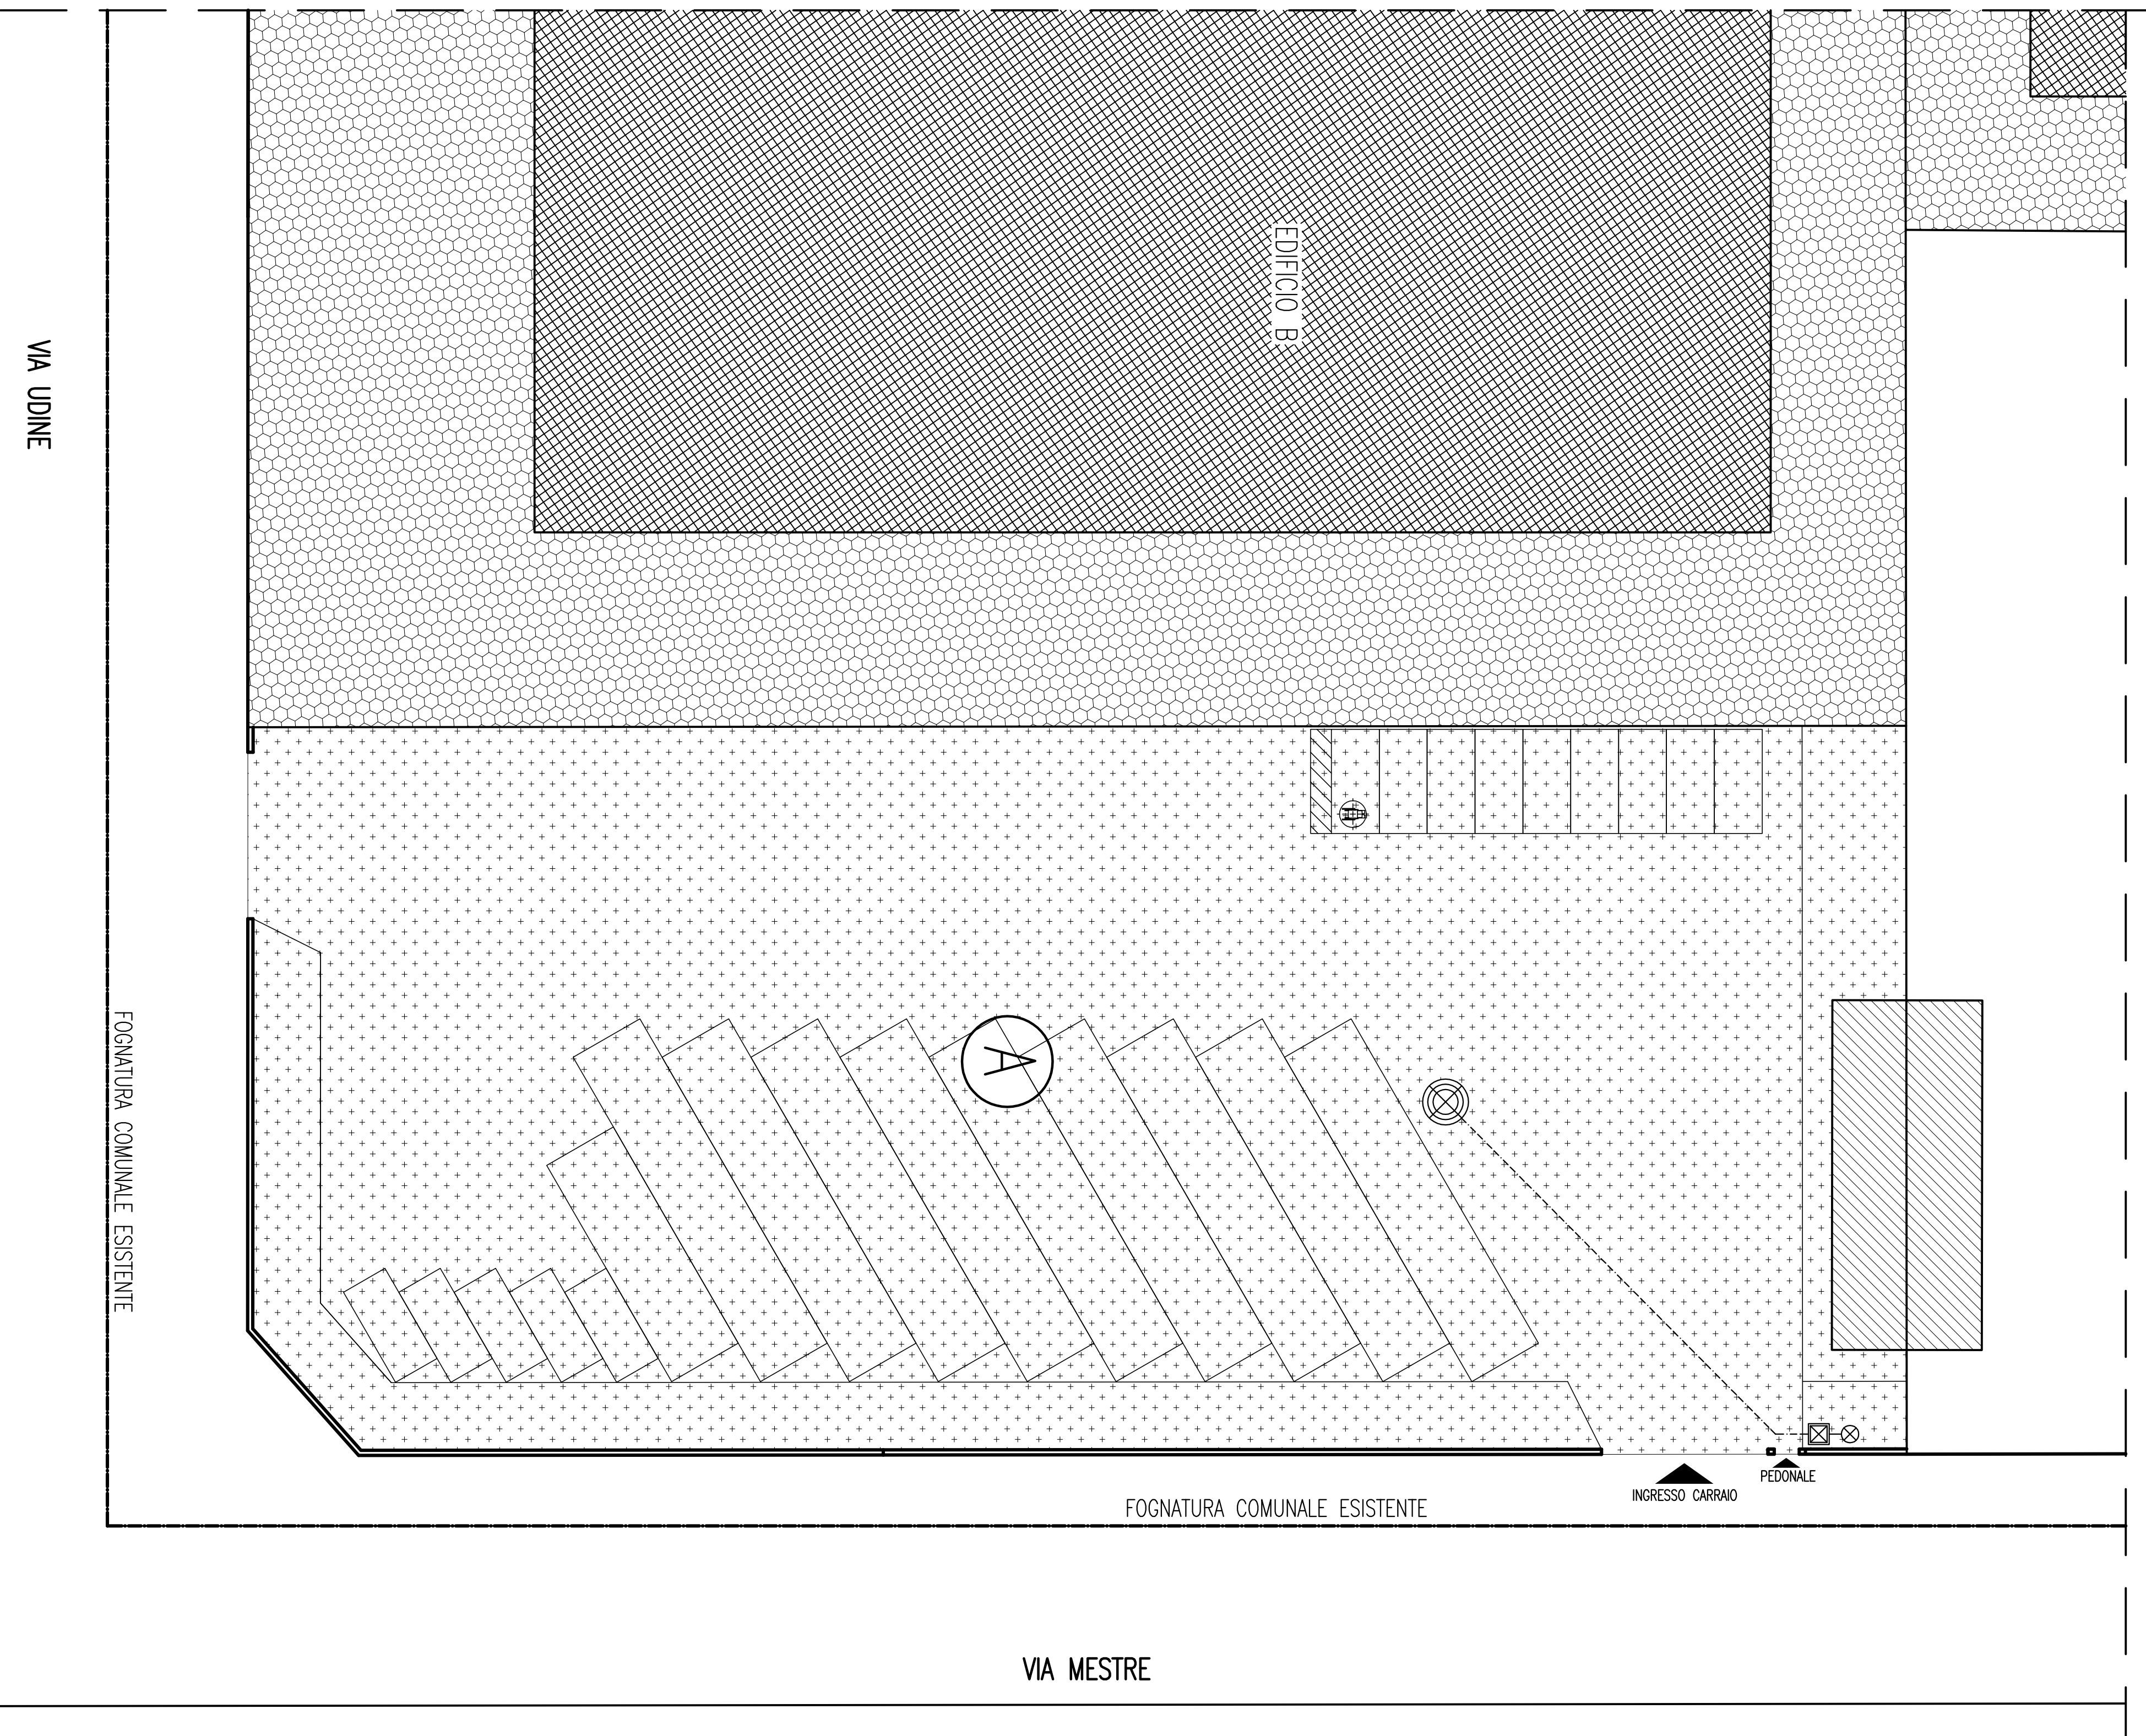 EDIFICIO B
VIA UDINE
FOGNATURA COMUNALE ESISTENTE
A
PEDONALE
INGRESSO CARRAIO
FOGNATURA COMUNALE ESISTENTE
VIA MESTRE